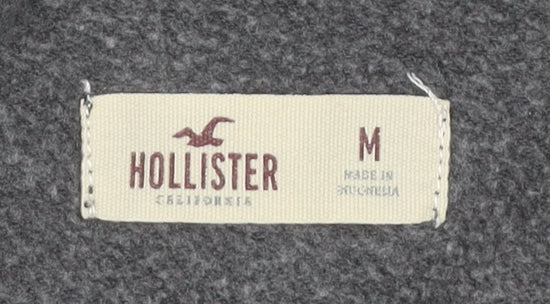 HOLLISTER
CALIFORNIA
M
MADE IN
INDONESIA